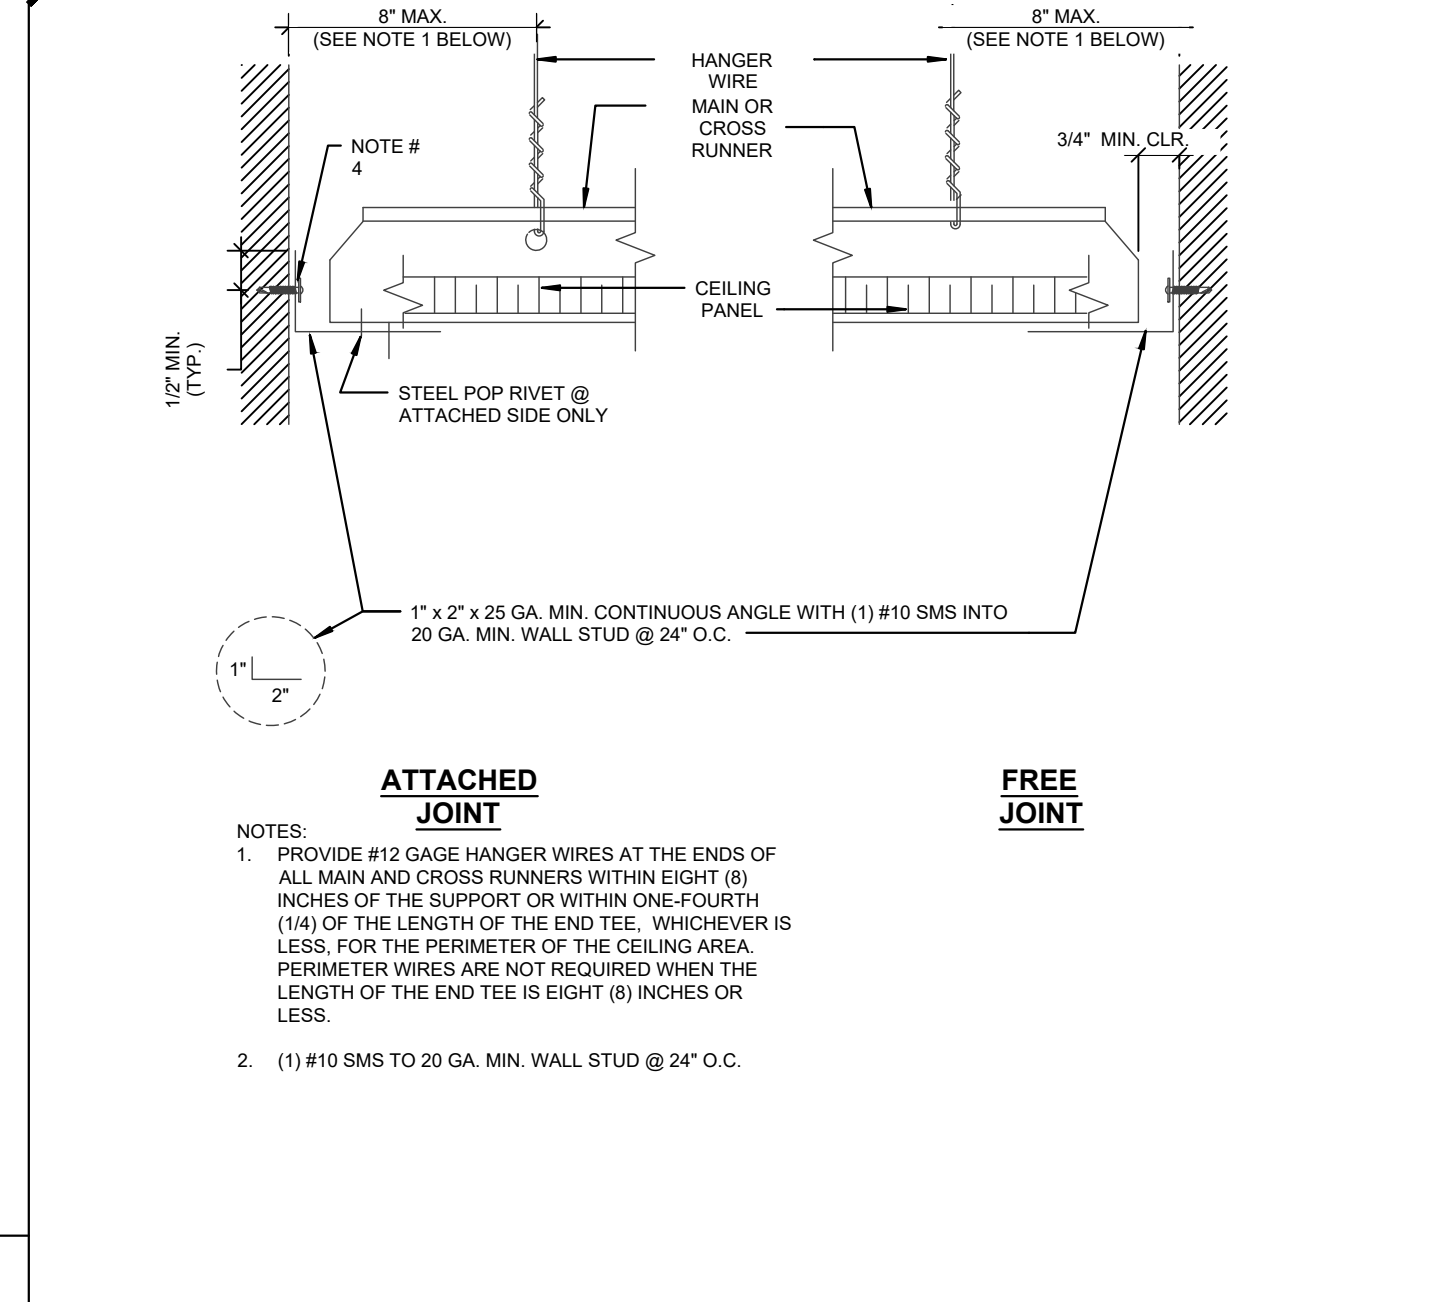 8" MAX.
(SEE NOTE 1 BELOW)
8" MAX.
(SEE NOTE 1 BELOW)
HANGER
WIRE
MAIN OR
CROSS
RUNNER
NOTE #
4
3/4"  MIN. CLR.
1/2" MIN.
(TYP.)
CEILING
PANEL
STEEL POP RIVET @
ATTACHED SIDE ONLY
1" x 2" x 25 GA. MIN. CONTINUOUS ANGLE WITH (1) #10 SMS INTO
20 GA. MIN. WALL STUD @ 24" O.C.
1"
2"
ATTACHED
JOINT
FREE
JOINT
NOTES:
1. PROVIDE #12 GAGE HANGER WIRES AT THE ENDS OF
ALL MAIN AND CROSS RUNNERS WITHIN EIGHT (8)
INCHES OF THE SUPPORT OR WITHIN ONE-FOURTH
(1/4) OF THE LENGTH OF THE END TEE,  WHICHEVER IS
LESS, FOR THE PERIMETER OF THE CEILING AREA.
PERIMETER WIRES ARE NOT REQUIRED WHEN THE
LENGTH OF THE END TEE IS EIGHT (8) INCHES OR
LESS.
2. (1) #10 SMS TO 20 GA. MIN. WALL STUD @ 24" O.C.